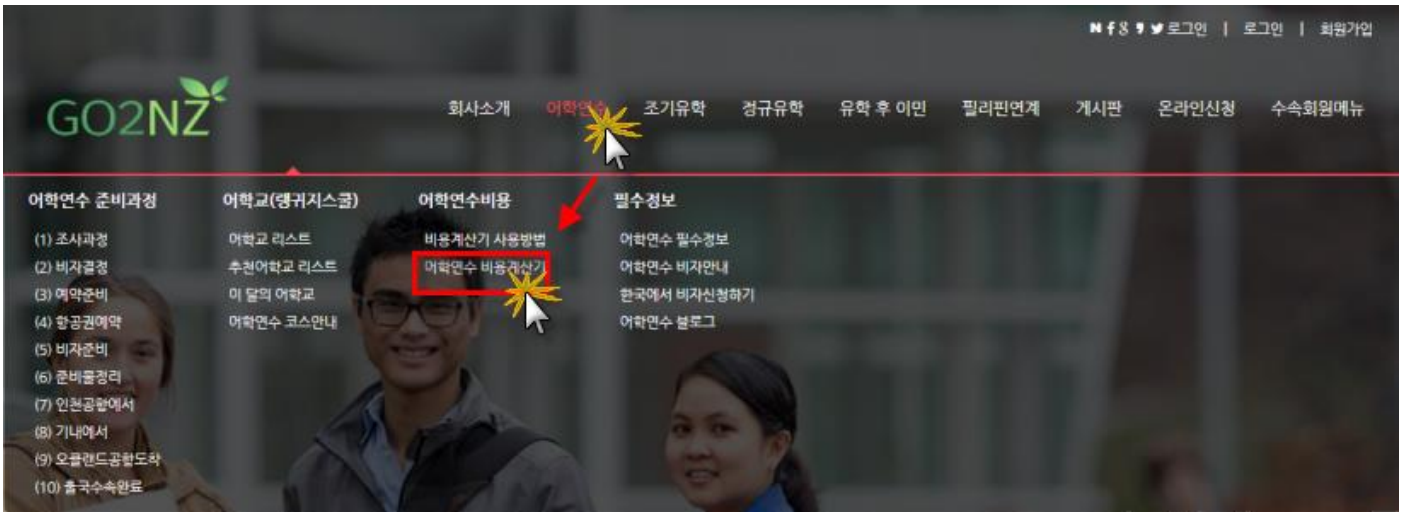 로그인 | 로그인 | 회원가입
GO2NZ
회사소개 어학연수 조기유학 정규유학 유학 후 이민 필리핀연계 게시판 온라인신청 수속회원메뉴
어학연수 준비과정
(1) 조사과정
(2) 비자결정
(3) 예약준비
(4) 항공권예약
(5) 비자준비
(6) 준비물정리
(7) 인천공항에서
(8) 기내에서
(9) 오클랜드공항도착
(10) 출국수속완료
어학교(랭귀지스쿨)
어학교 리스트
추천어학교 리스트
이 달의 어학교
어학연수 코스안내
어학연수비용
비용계산기 사용방법
어학연수 비용계산기
필수정보
어학연수 필수정보
어학연수 비자안내
한국에서 비자신청하기
어학연수 블로그